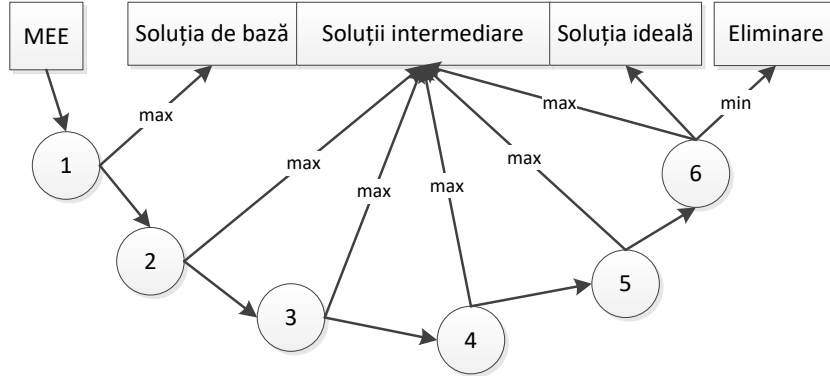 MEE
Soluția de bază
Soluții intermediare
Soluția ideală
Eliminare
max
max
min
max
max
max
max
1
2
3
4
5
6